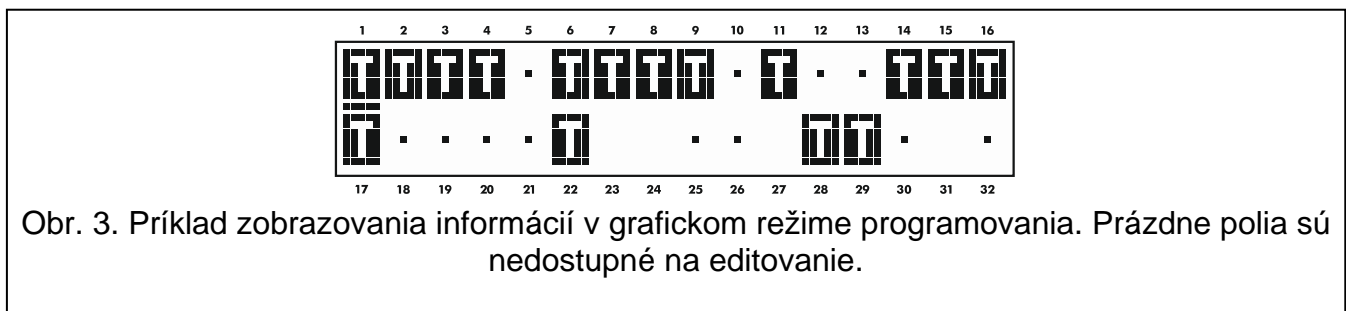 1 2 3 4 5 6 7 8 9 10 11 12 13 14 15 16
17 18 19 20 21 22 23 24 25 26 27 28 29 30 31 32
Obr. 3. Príklad zobrazovania informácií v grafickom režime programovania. Prázdne polia sú
nedostupné na editovanie.